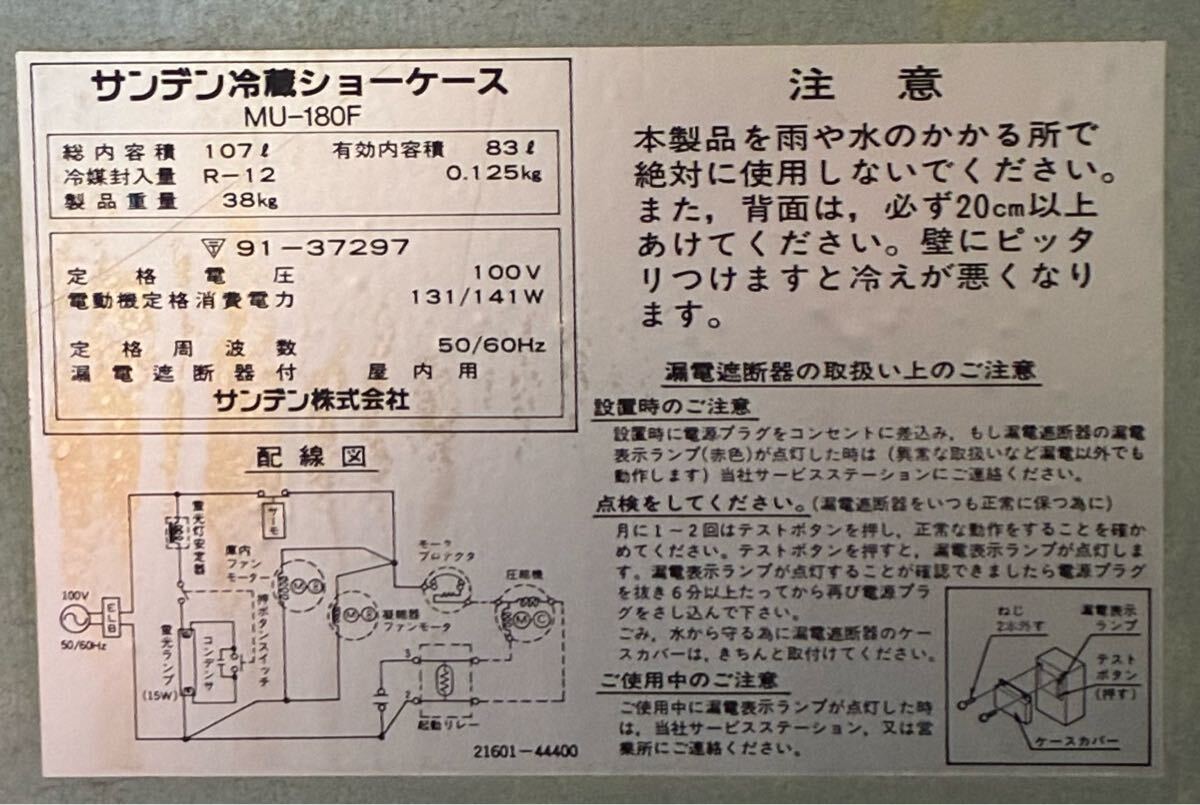 サンデン冷蔵ショーケース
MU-180F
総内容積 107ℓ 有効内容積 83ℓ
冷媒封入量 R-12 0.125kg
製品重量 38kg
91-37297
定格電圧 100V
電動機定格消費電力 131/141W
定格周波数 50/60Hz
漏電遮断器付 屋内用
サンデン株式会社
配線図
サーモ
蛍光灯安定器
庫内
ファン
モーター
モータ
プロテクタ
圧縮機
100V
ELB
50/60Hz
押ボタンスイッチ
コンデンサ
蛍光ランプ
(15W)
M S
M S
凝縮器
ファンモータ
M C
3
2
起動リレー
21601-44400
注意
本製品を雨や水のかかる所で
絶対に使用しないでください。
また,背面は,必ず20cm以上
あけてください。壁にピッタ
リつけますと冷えが悪くなり
ます。
漏電遮断器の取扱い上のご注意
設置時のご注意
設置時に電源プラグをコンセントに差込み,もし漏電遮断器の漏電
表示ランプ(赤色)が点灯した時は(異常な取扱いなど漏電以外でも
動作します)当社サービスステーションにご連絡ください。
点検をしてください。(漏電遮断器をいつも正常に保つ為に)
月に1-2回はテストボタンを押し,正常な動作をすることを確か
めてください。テストボタンを押すと,漏電表示ランプが点灯しま
す。漏電表示ランプが点灯することが確認できましたら電源プラグ
を抜き6分以上たってから再び電源プラ
グをさし込んで下さい。
ごみ,水から守る為に漏電遮断器のケー
スカバーは,きちんと取付けてください。
ご使用中のご注意
ご使用中に漏電表示ランプが点灯した時
は,当社サービスステーション,又は営
業所にご連絡ください。
ねじ
2本外す
漏電表示
ランプ
テスト
ボタン
(押す)
ケースカバー